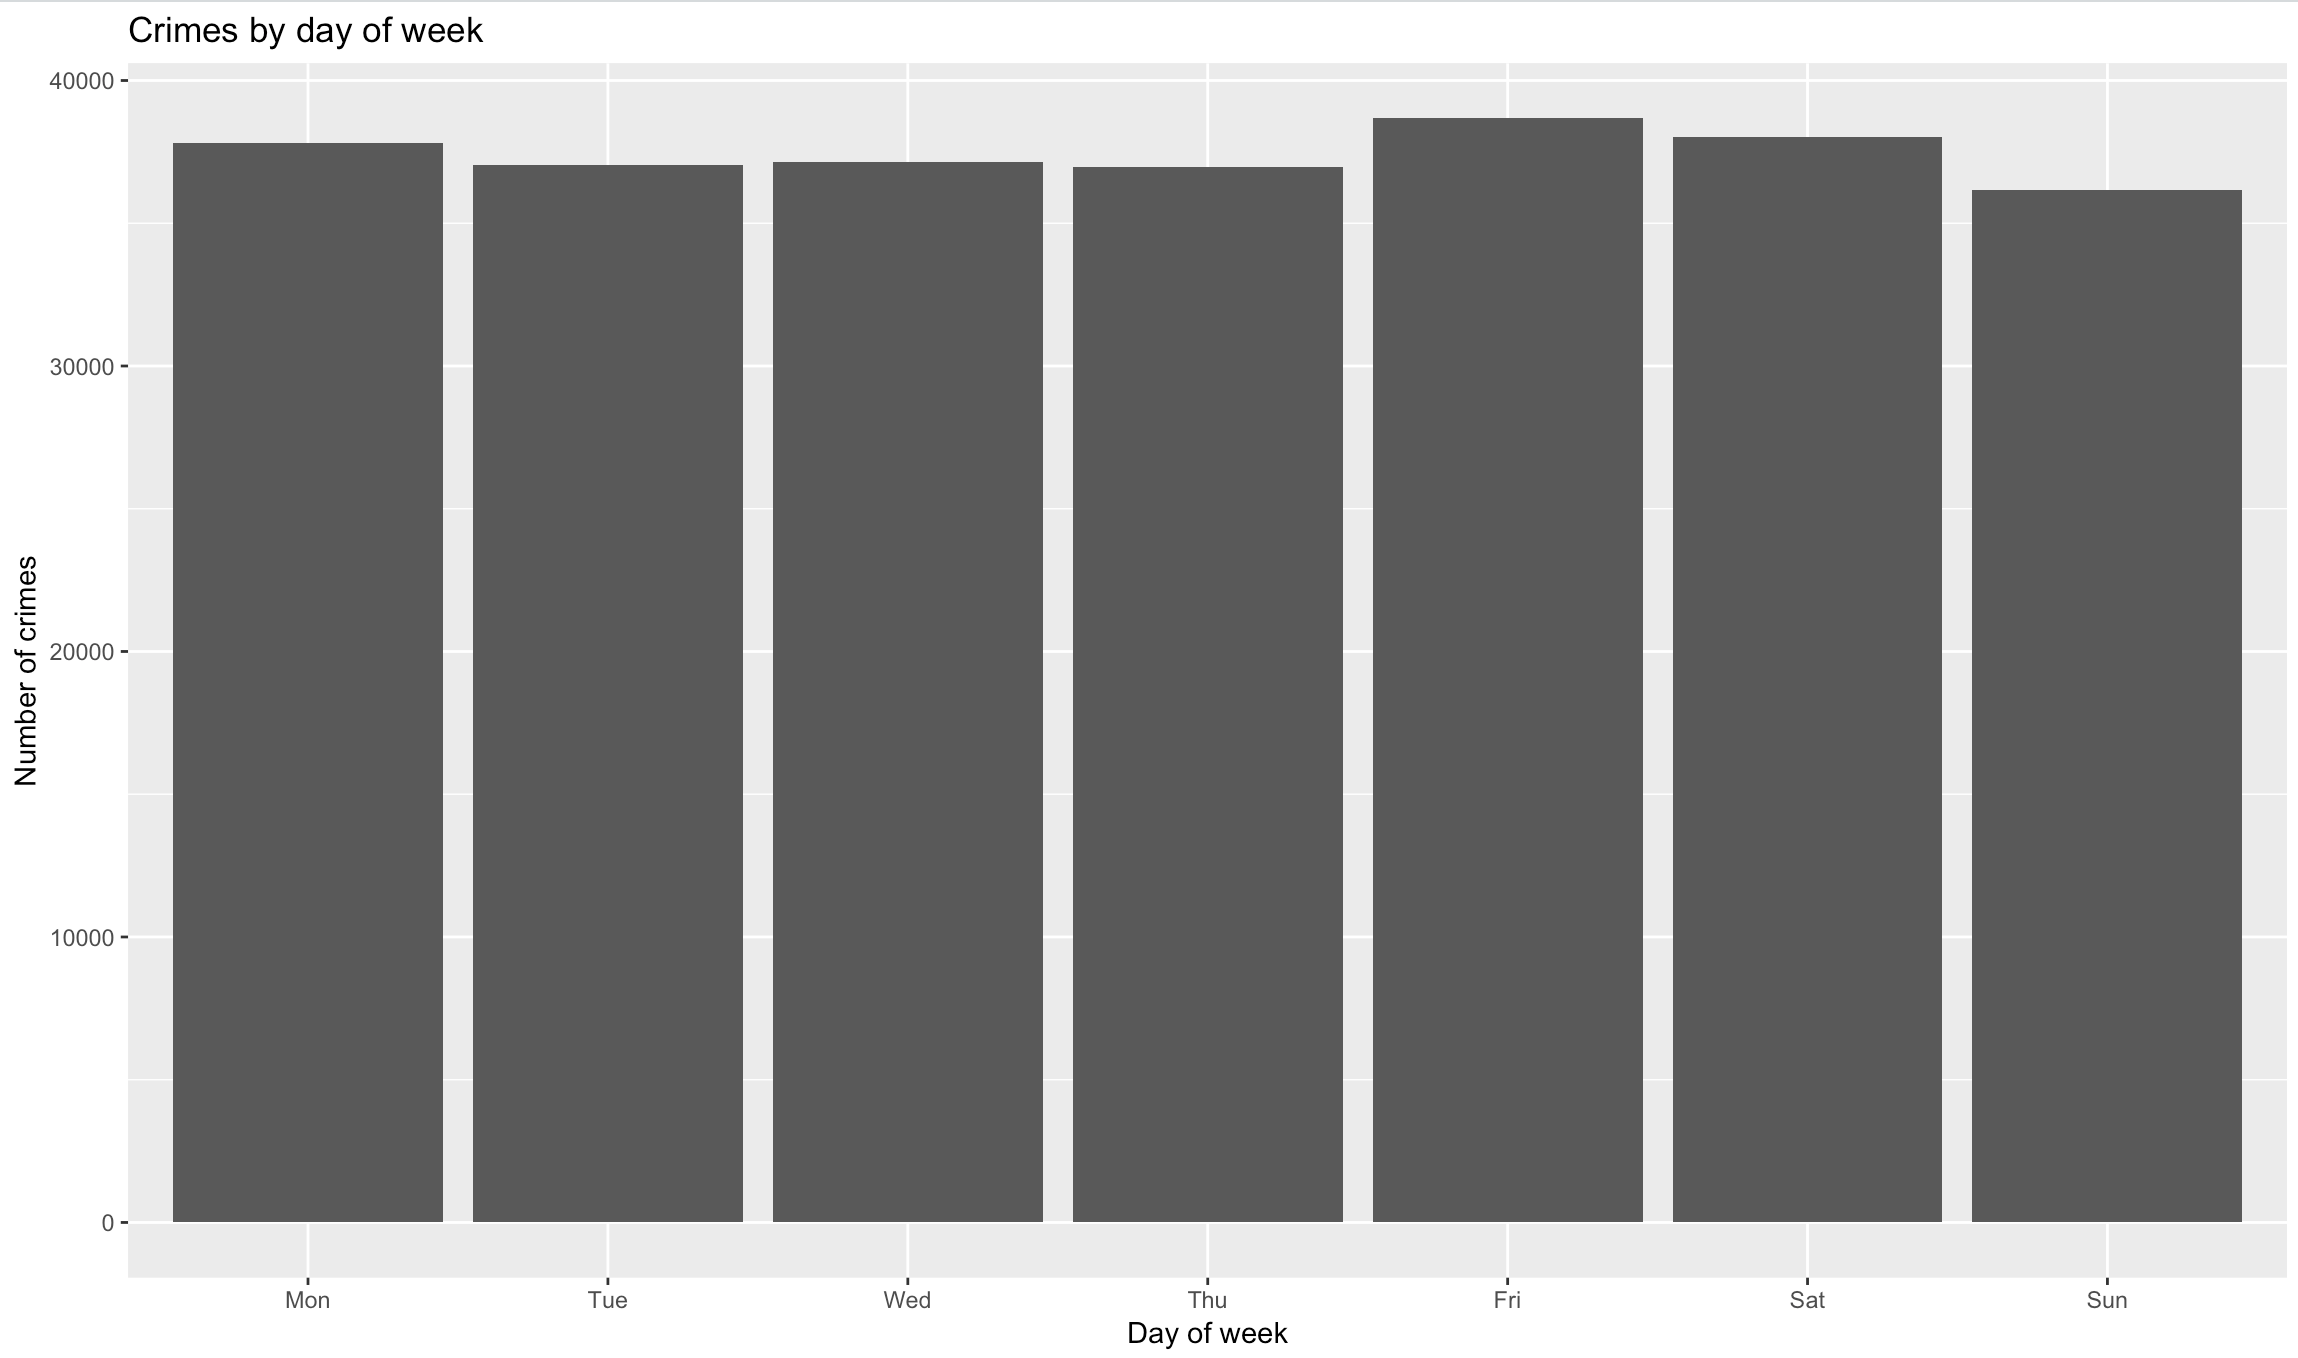 Crimes by day of week
40000
30000
20000
10000
0
Number of crimes
Mon Tue Wed Thu Fri Sat Sun
Day of week